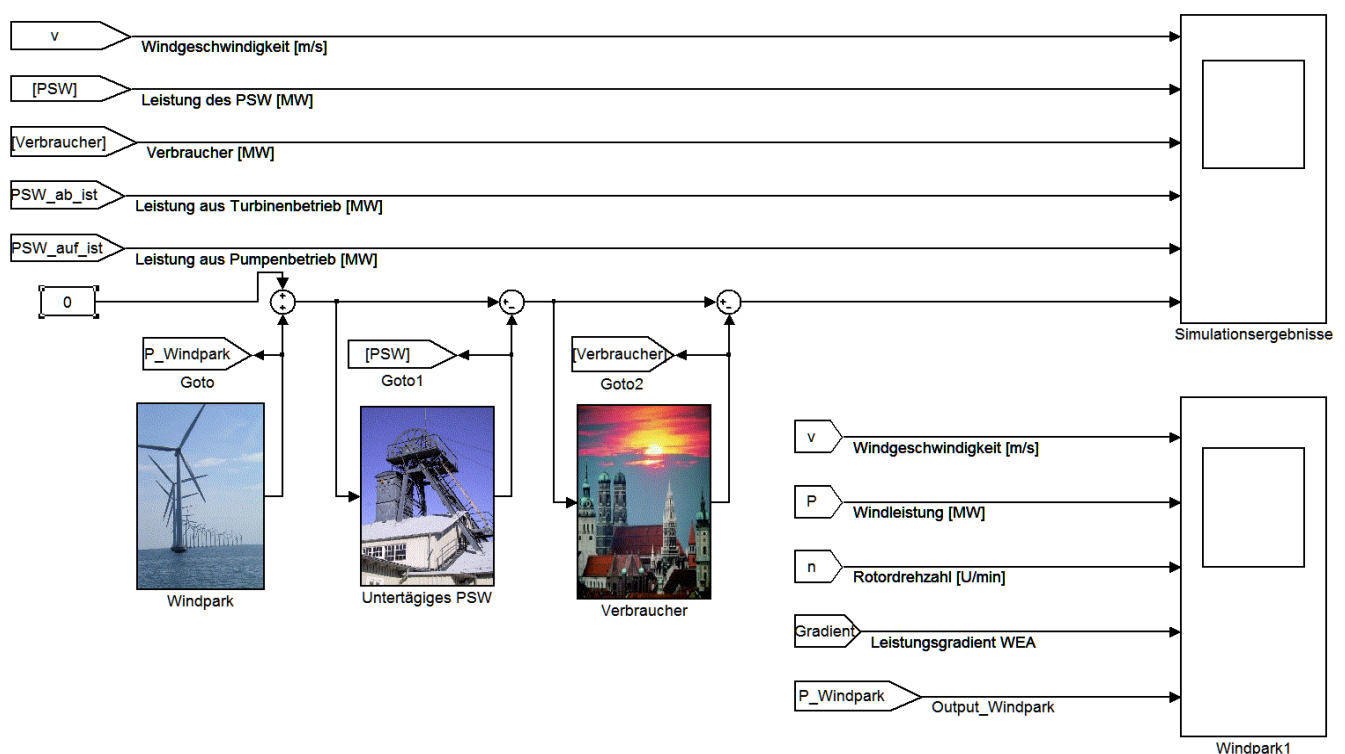 v
Windgeschwindigkeit [m/s]
[PSW]
Leistung des PSW [MW]
[Verbraucher]
Verbraucher [MW]
PSW_ab_ist
Leistung aus Turbinenbetrieb [MW]
PSW_auf_ist
Leistung aus Pumpenbetrieb [MW]
0
+
+
+
-
+
-
Simulationsergebnisse
P_Windpark
Goto
[PSW]
Goto1
[Verbraucher]
Goto2
Windpark
Untertägiges PSW
Verbraucher
v
Windgeschwindigkeit [m/s]
P
Windleistung [MW]
n
Rotordrehzahl [U/min]
Gradient
Leistungsgradient WEA
P_Windpark
Output_Windpark
Windpark1